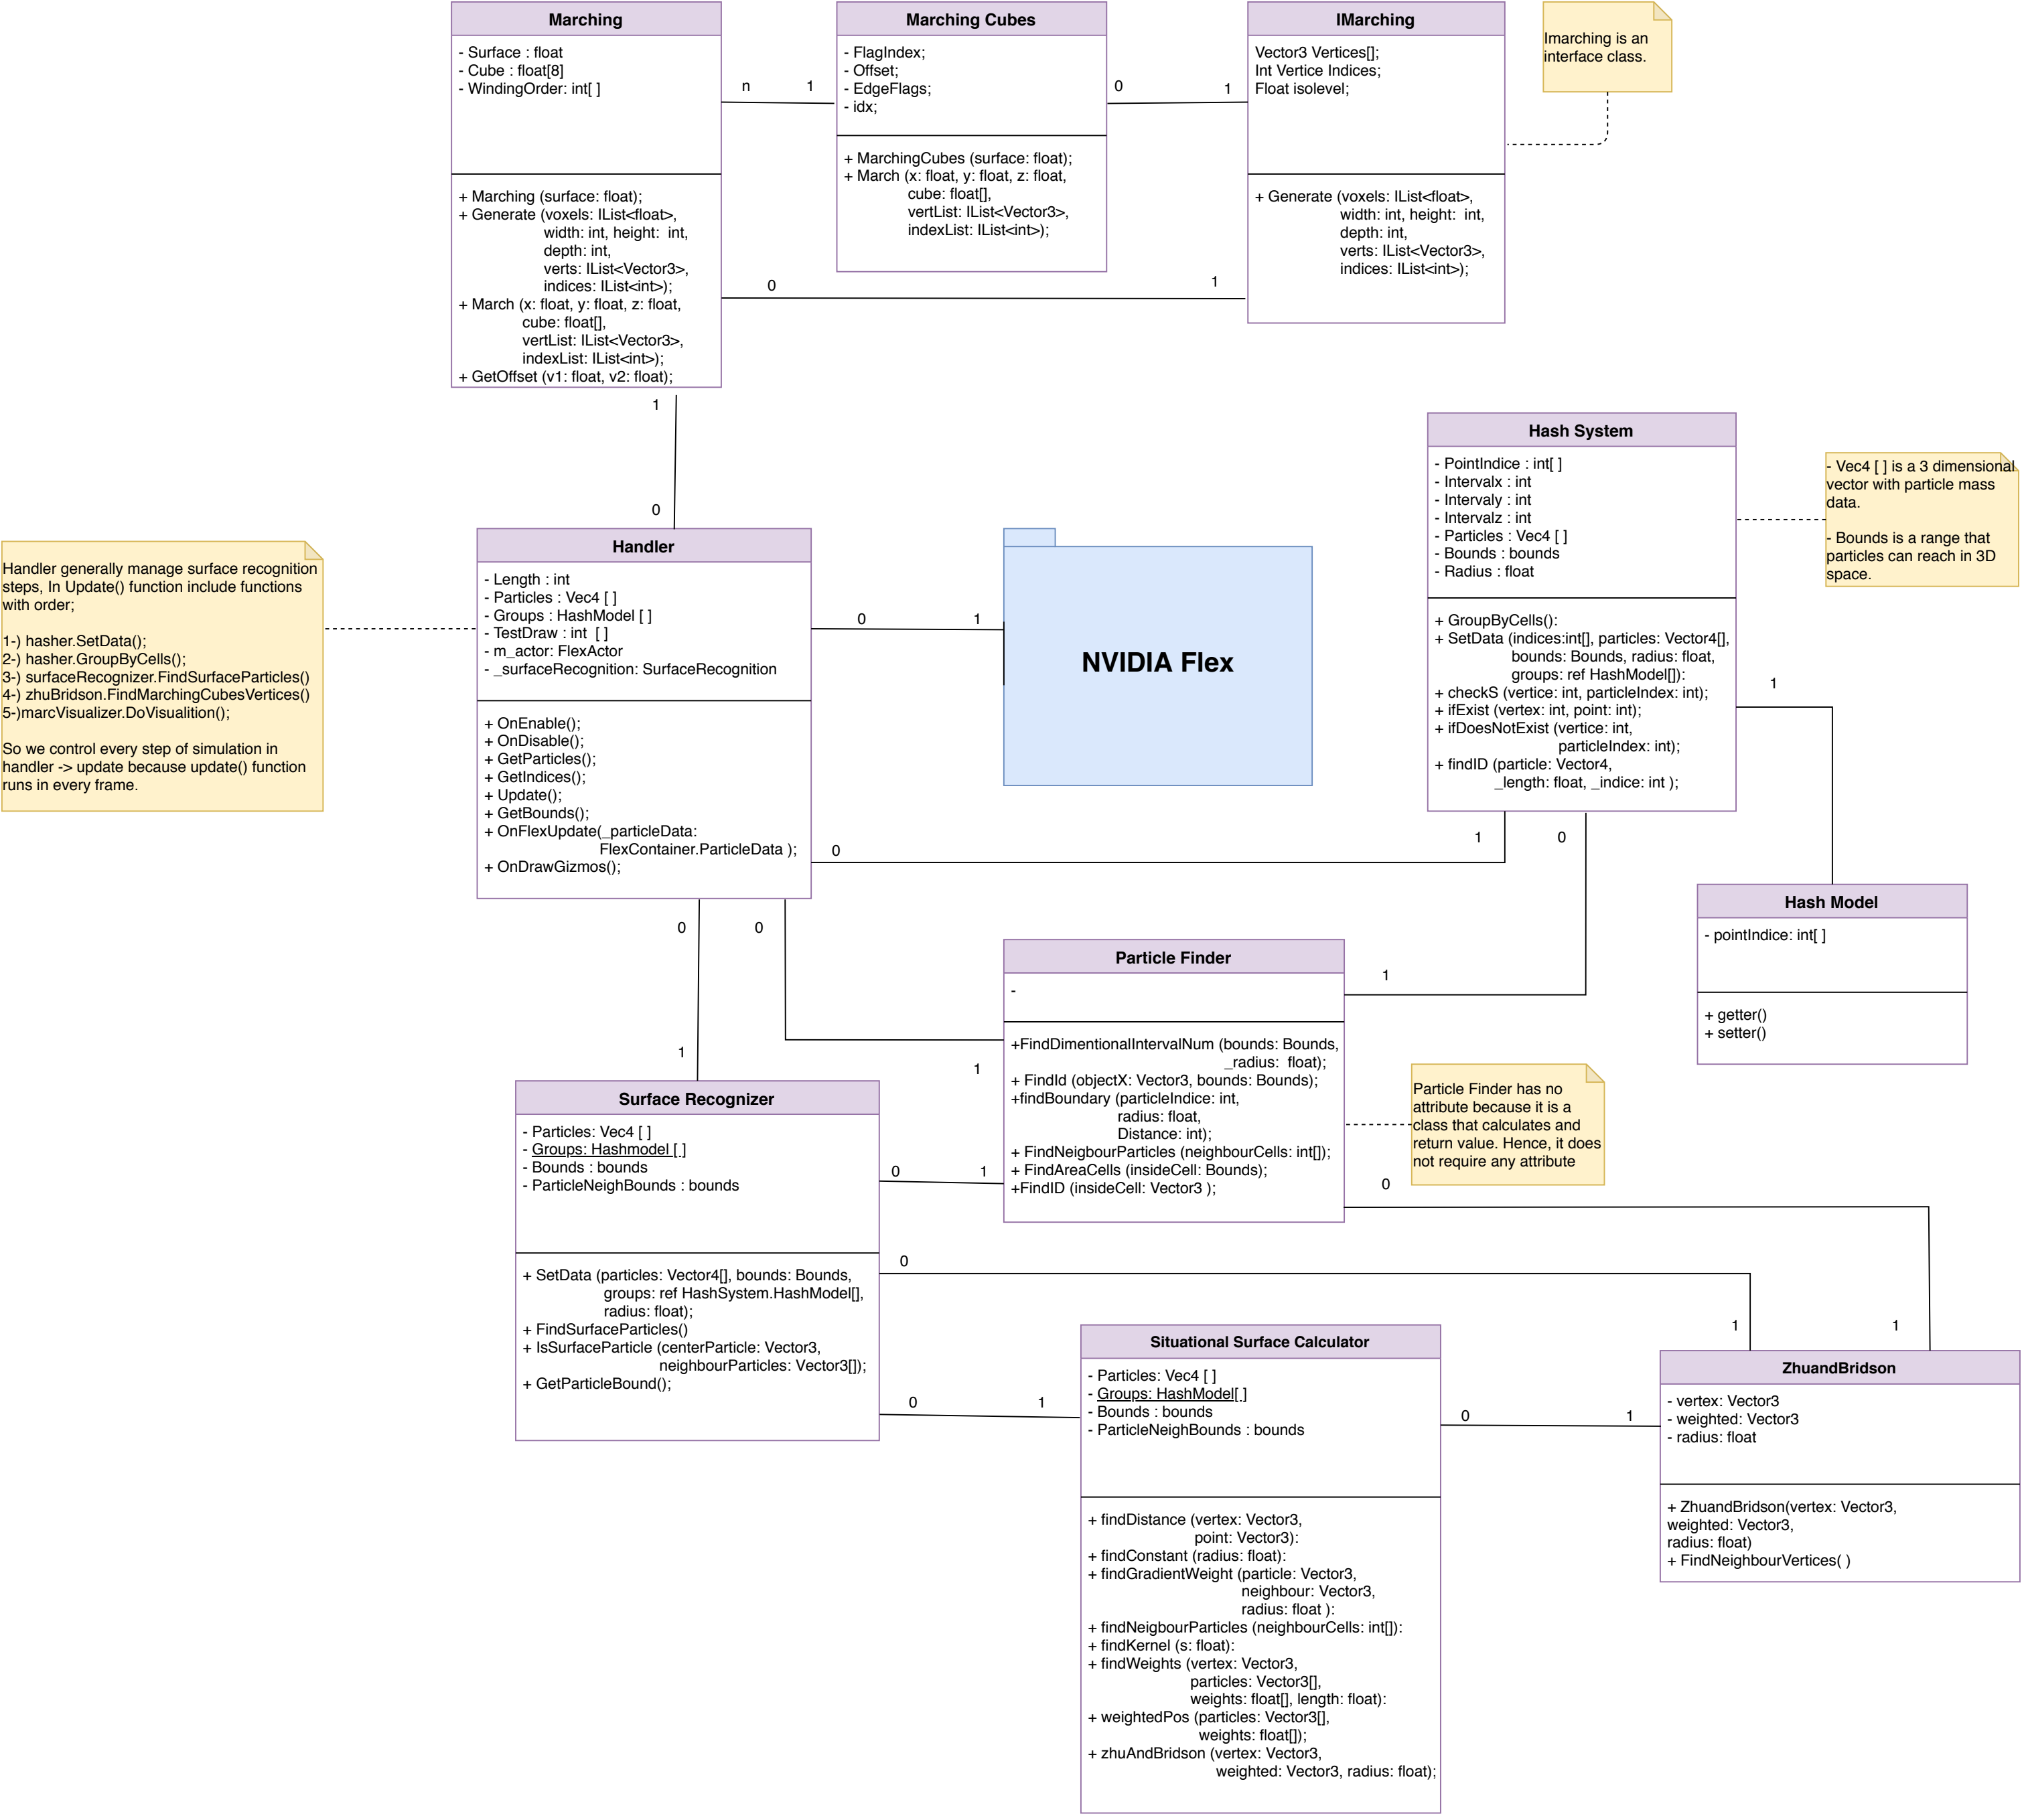 Marching
- Surface : float
- Cube : float[8]
- WindingOrder: int[ ]
+ Marching (surface: float);
+ Generate (voxels: IList<float>,
width: int, height:  int,
depth: int,
verts: IList<Vector3>,
indices: IList<int>);
+ March (x: float, y: float, z: float,
cube: float[],
vertList: IList<Vector3>,
indexList: IList<int>);
+ GetOffset (v1: float, v2: float);
n
1
Marching Cubes
- FlagIndex;
- Offset;
- EdgeFlags;
- idx;
+ MarchingCubes (surface: float);
+ March (x: float, y: float, z: float,
cube: float[],
vertList: IList<Vector3>,
indexList: IList<int>);
0
1
0
1
IMarching
Vector3 Vertices[];
Int Vertice Indices;
Float isolevel;
+ Generate (voxels: IList<float>,
width: int, height:  int,
depth: int,
verts: IList<Vector3>,
indices: IList<int>);
Imarching is an
interface class.
1
0
Handler generally manage surface recognition
steps, In Update() function include functions
with order;
1-) hasher.SetData();
2-) hasher.GroupByCells();
3-) surfaceRecognizer.FindSurfaceParticles()
4-) zhuBridson.FindMarchingCubesVertices()
5-)marcVisualizer.DoVisualition();
So we control every step of simulation in
handler -> update because update() function
runs in every frame.
Handler
- Length : int
- Particles : Vec4 [ ]
- Groups : HashModel [ ]
- TestDraw : int  [ ]
- m_actor: FlexActor
- _surfaceRecognition: SurfaceRecognition
+ OnEnable();
+ OnDisable();
+ GetParticles();
+ GetIndices();
+ Update();
+ GetBounds();
+ OnFlexUpdate(_particleData:
FlexContainer.ParticleData );
+ OnDrawGizmos();
0
1
NVIDIA Flex
Hash System
- PointIndice : int[ ]
- Intervalx : int
- Intervaly : int
- Intervalz : int
- Particles : Vec4 [ ]
- Bounds : bounds
- Radius : float
+ GroupByCells():
+ SetData (indices:int[], particles: Vector4[],
bounds: Bounds, radius: float,
groups: ref HashModel[]):
+ checkS (vertice: int, particleIndex: int);
+ ifExist (vertex: int, point: int);
+ ifDoesNotExist (vertice: int,
particleIndex: int);
+ findID (particle: Vector4,
_length: float, _indice: int );
- Vec4 [ ] is a 3 dimensional
vector with particle mass
data.
- Bounds is a range that
particles can reach in 3D
space.
1
0
1
0
Hash Model
- pointIndice: int[ ]
+ getter()
+ setter()
0
0
1
1
1
Particle Finder
-
+FindDimentionalIntervalNum (bounds: Bounds,
_radius:  float);
+ FindId (objectX: Vector3, bounds: Bounds);
+findBoundary (particleIndice: int,
radius: float,
Distance: int);
+ FindNeigbourParticles (neighbourCells: int[]);
+ FindAreaCells (insideCell: Bounds);
+FindID (insideCell: Vector3 );
Particle Finder has no
attribute because it is a
class that calculates and
return value. Hence, it does
not require any attribute
Surface Recognizer
- Particles: Vec4 [ ]
- Groups: Hashmodel [ ]
- Bounds : bounds
- ParticleNeighBounds : bounds
+ SetData (particles: Vector4[], bounds: Bounds,
groups: ref HashSystem.HashModel[],
radius: float);
+ FindSurfaceParticles()
+ IsSurfaceParticle (centerParticle: Vector3,
neighbourParticles: Vector3[]);
+ GetParticleBound();
0
1
0
0
1
1
0
1
Situational Surface Calculator
- Particles: Vec4 [ ]
- Groups: HashModel[ ]
- Bounds : bounds
- ParticleNeighBounds : bounds
+ findDistance (vertex: Vector3,
point: Vector3):
+ findConstant (radius: float):
+ findGradientWeight (particle: Vector3,
neighbour: Vector3,
radius: float ):
+ findNeigbourParticles (neighbourCells: int[]):
+ findKernel (s: float):
+ findWeights (vertex: Vector3,
particles: Vector3[],
weights: float[], length: float):
+ weightedPos (particles: Vector3[],
weights: float[]);
+ zhuAndBridson (vertex: Vector3,
weighted: Vector3, radius: float);
0
1
ZhuandBridson
- vertex: Vector3
- weighted: Vector3
- radius: float
+ ZhuandBridson(vertex: Vector3,
weighted: Vector3,
radius: float)
+ FindNeighbourVertices( )